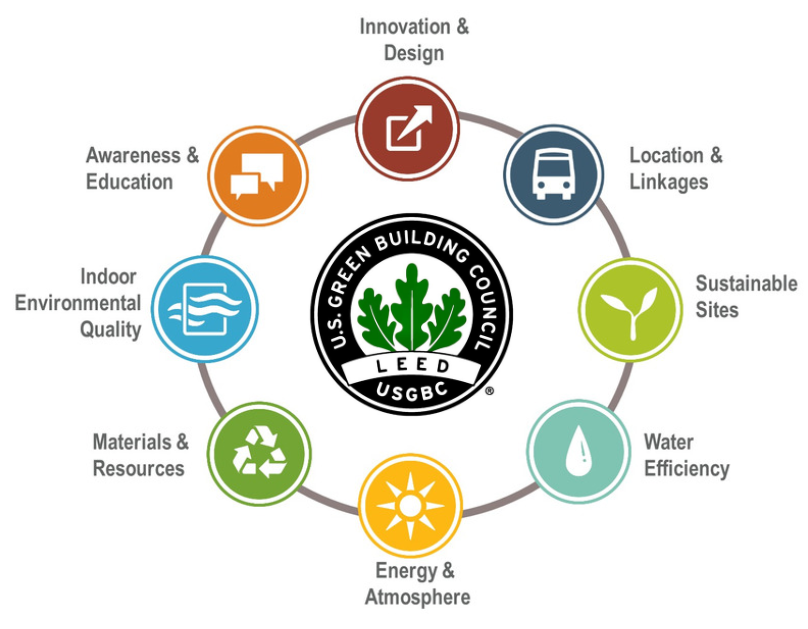 Innovation &
Design
Location &
Linkages
Sustainable
Sites
Water
Efficiency
Energy &
Atmosphere
Materials &
Resources
Indoor
Environmental
Quality
Awareness &
Education
U.S. GREEN BUILDING COUNCIL
LEED
USGBC
®